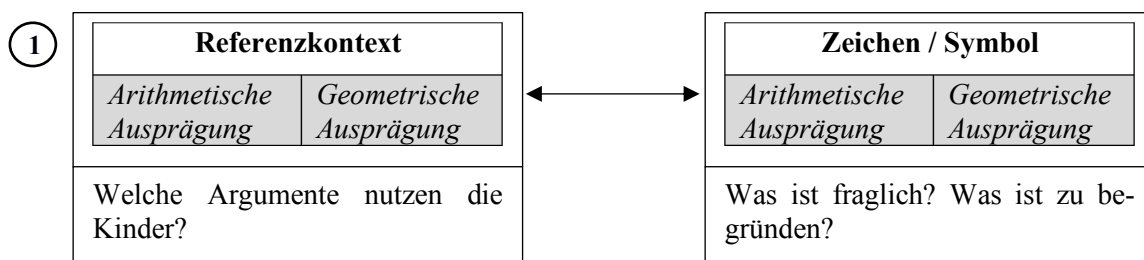 1
Referenzkontext
Arithmetische Ausprägung
Geometrische Ausprägung
Welche Argumente nutzen die
Kinder?
Zeichen / Symbol
Arithmetische Ausprägung
Geometrische Ausprägung
Was ist fraglich? Was ist zu be-
gründen?